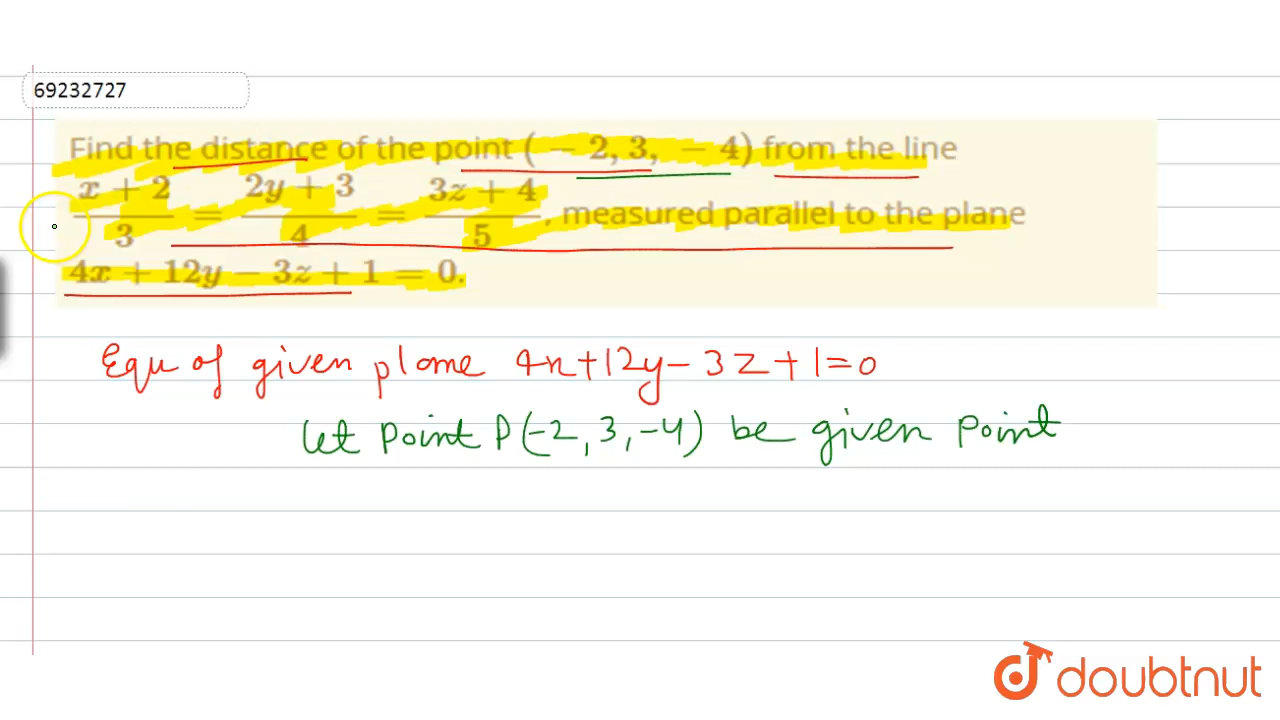 69232727
Find the distance of the point (− 2, 3, − 4) from the line
x + 2 / 3 = 2y + 3 / 4 = 3z + 4 / 5, measured parallel to the plane
4x + 12y − 3z + 1 = 0.
Equ of given plane 4x+12y-3z+1=0
let point P(-2,3,-4) be given point
doubtnut